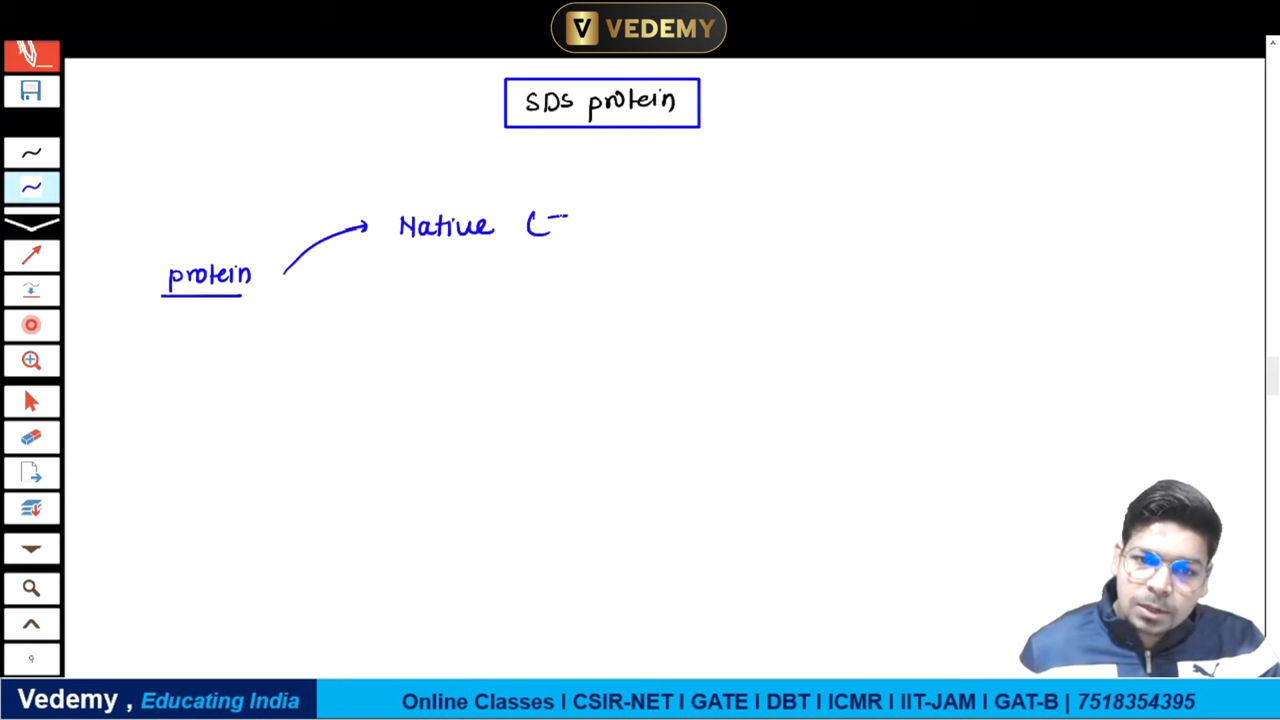 VEDEMY
SDS protein
Native (
protein
9
Vedemy , Educating India
Online Classes I CSIR-NET I GATE I DBT I ICMR I IIT-JAM I GAT-B | 7518354395